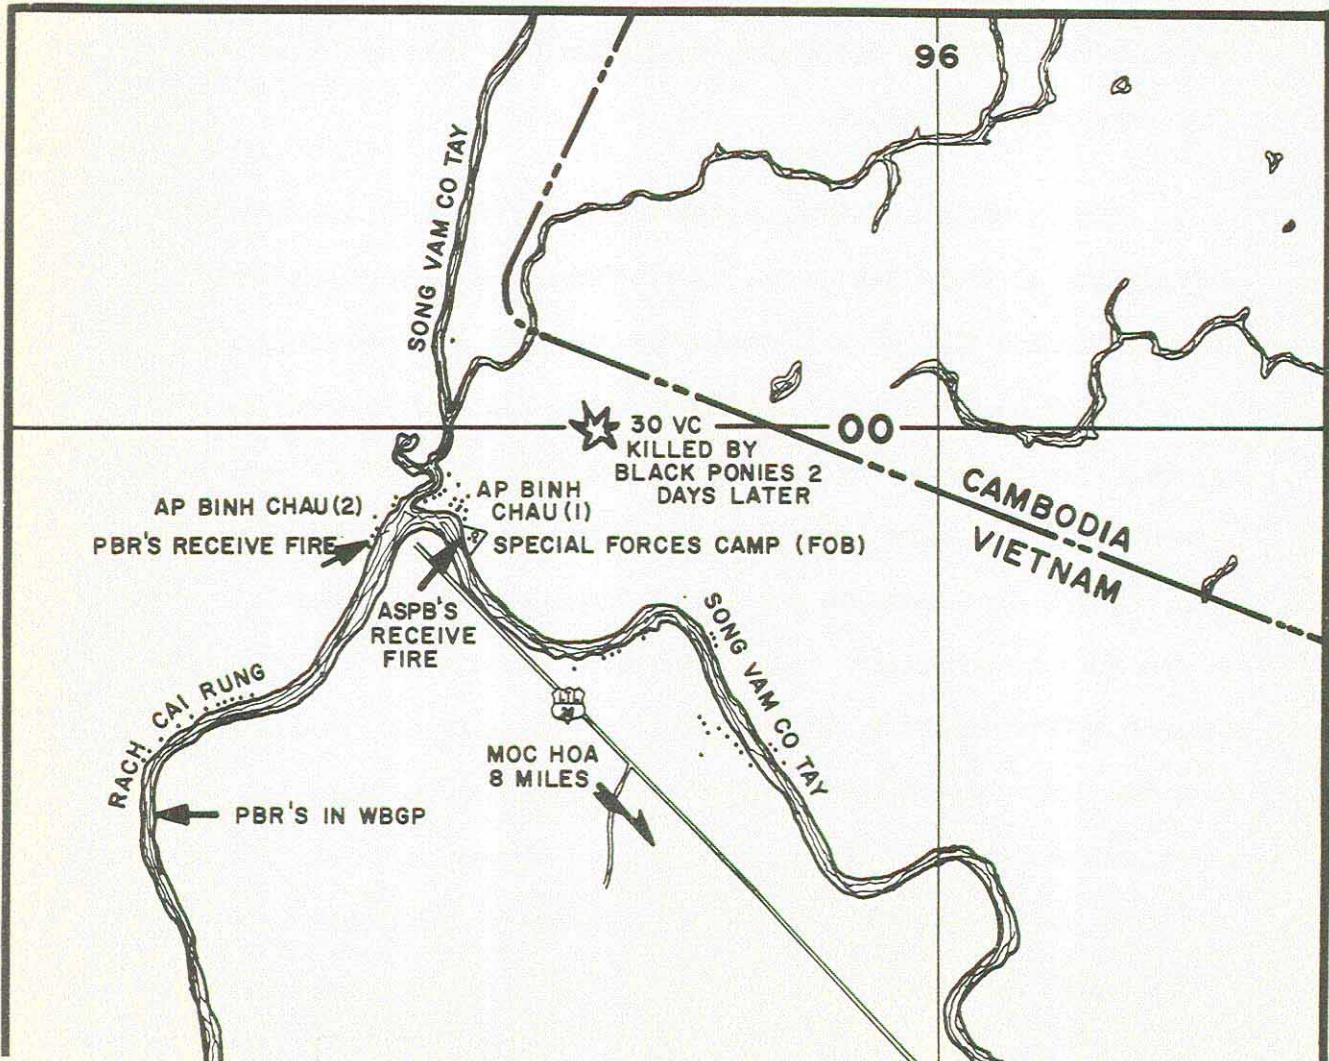 96
SONG VAM CO TAY
30 VC
KILLED BY
BLACK PONIES 2
DAYS LATER
00
CAMBODIA
VIETNAM
AP BINH CHAU(2)
AP BINH
CHAU(1)
PBR'S RECEIVE FIRE
SPECIAL FORCES CAMP (FOB)
ASPB'S
RECEIVE
FIRE
SONG VAM CO TAY
RACH CAI RUNG
LTL
MOC HOA
8 MILES
PBR'S IN WBGP